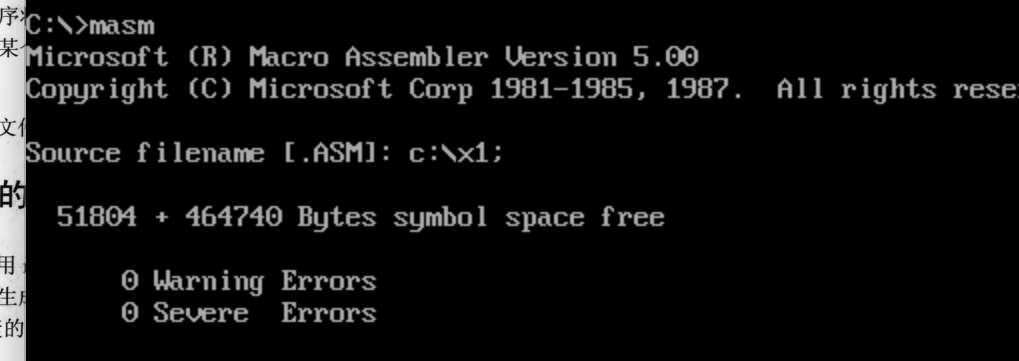 序
C:\>masm
某
Microsoft (R) Macro Assembler Version 5.00
Copyright (C) Microsoft Corp 1981-1985, 1987.  All rights rese
文
Source filename [.ASM]: c:\x1;
的
51804 + 464740 Bytes symbol space free
用
0 Warning Errors
生
0 Severe  Errors
的